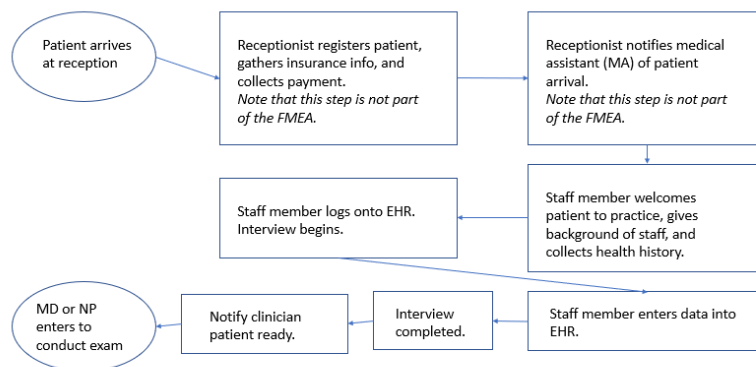 Patient arrives
at reception
Receptionist registers patient,
gathers insurance info, and
collects payment.
Note that this step is not part
of the FMEA.
Receptionist notifies medical
assistant (MA) of patient
arrival.
Note that this step is not part
of the FMEA.
Staff member welcomes
patient to practice, gives
background of staff, and
collects health history.
Staff member logs onto EHR.
Interview begins.
Staff member enters data into
EHR.
Interview
completed.
Notify clinician
patient ready.
MD or NP
enters to
conduct exam